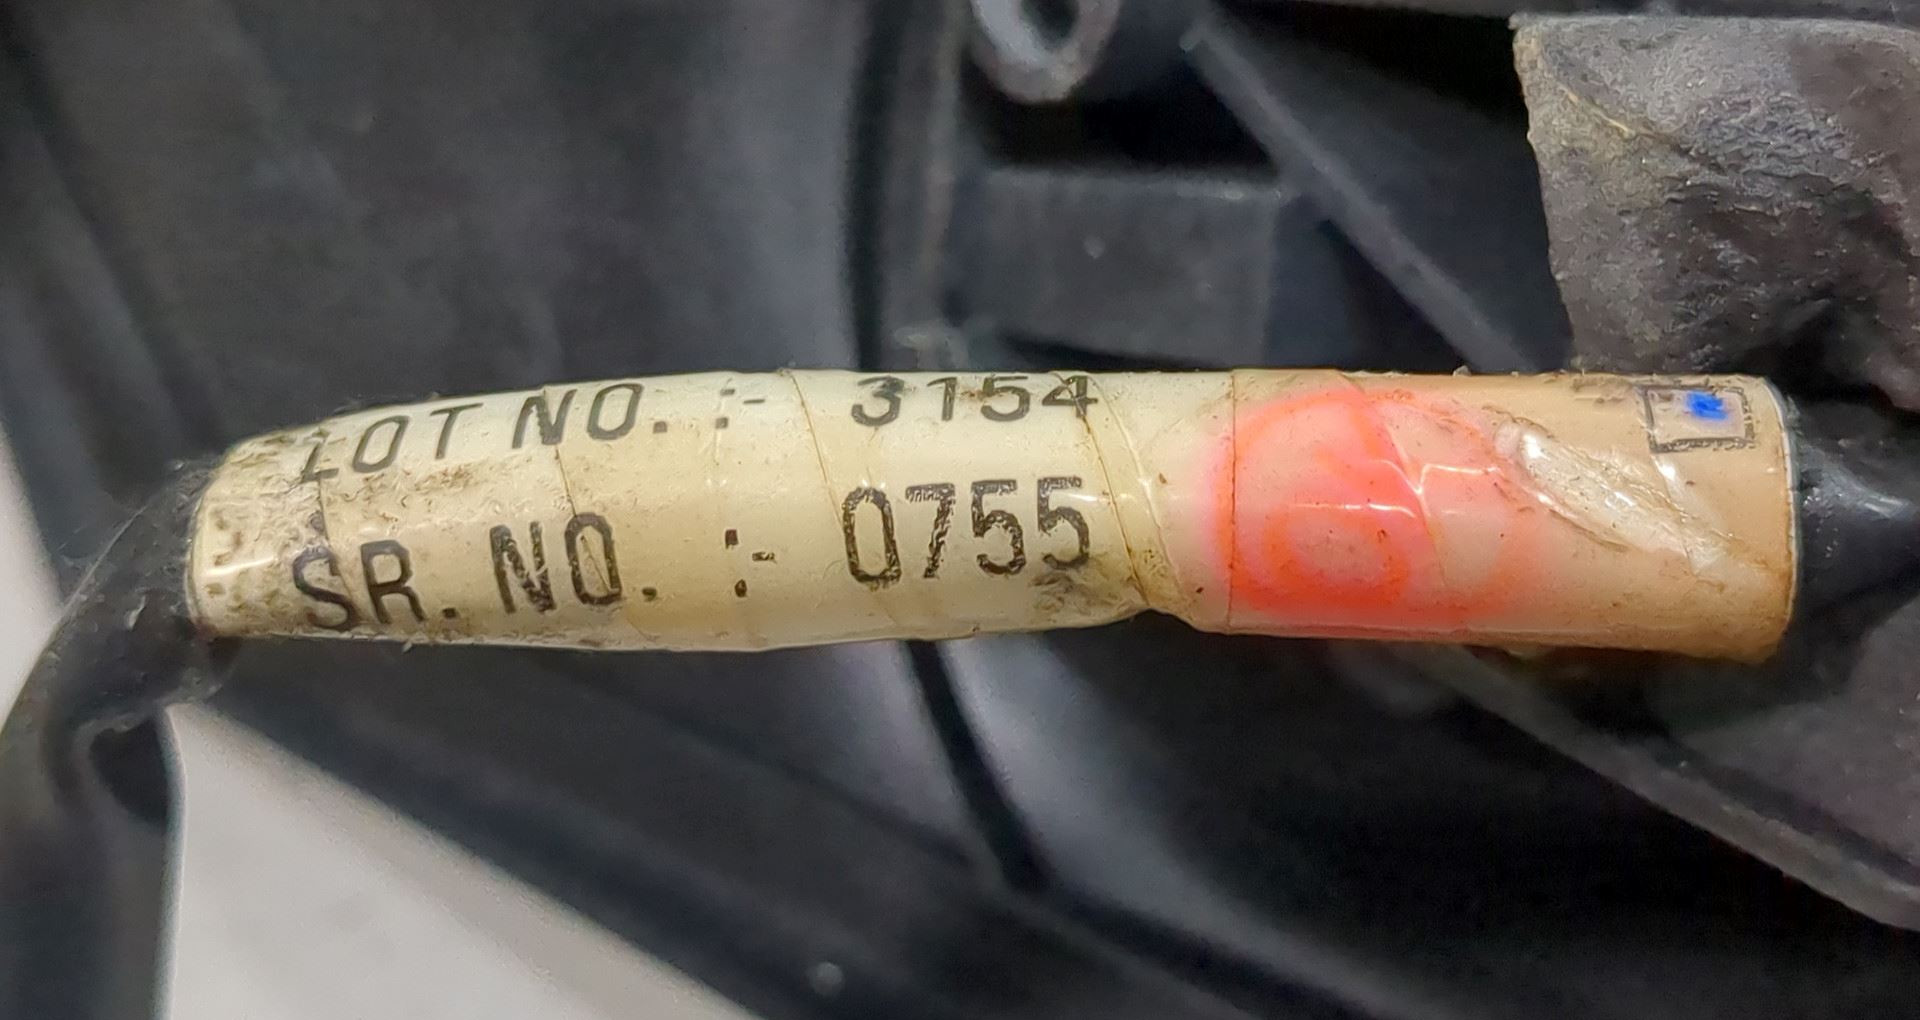 LOT NO. :- 3154
SR. NO. :- 0755